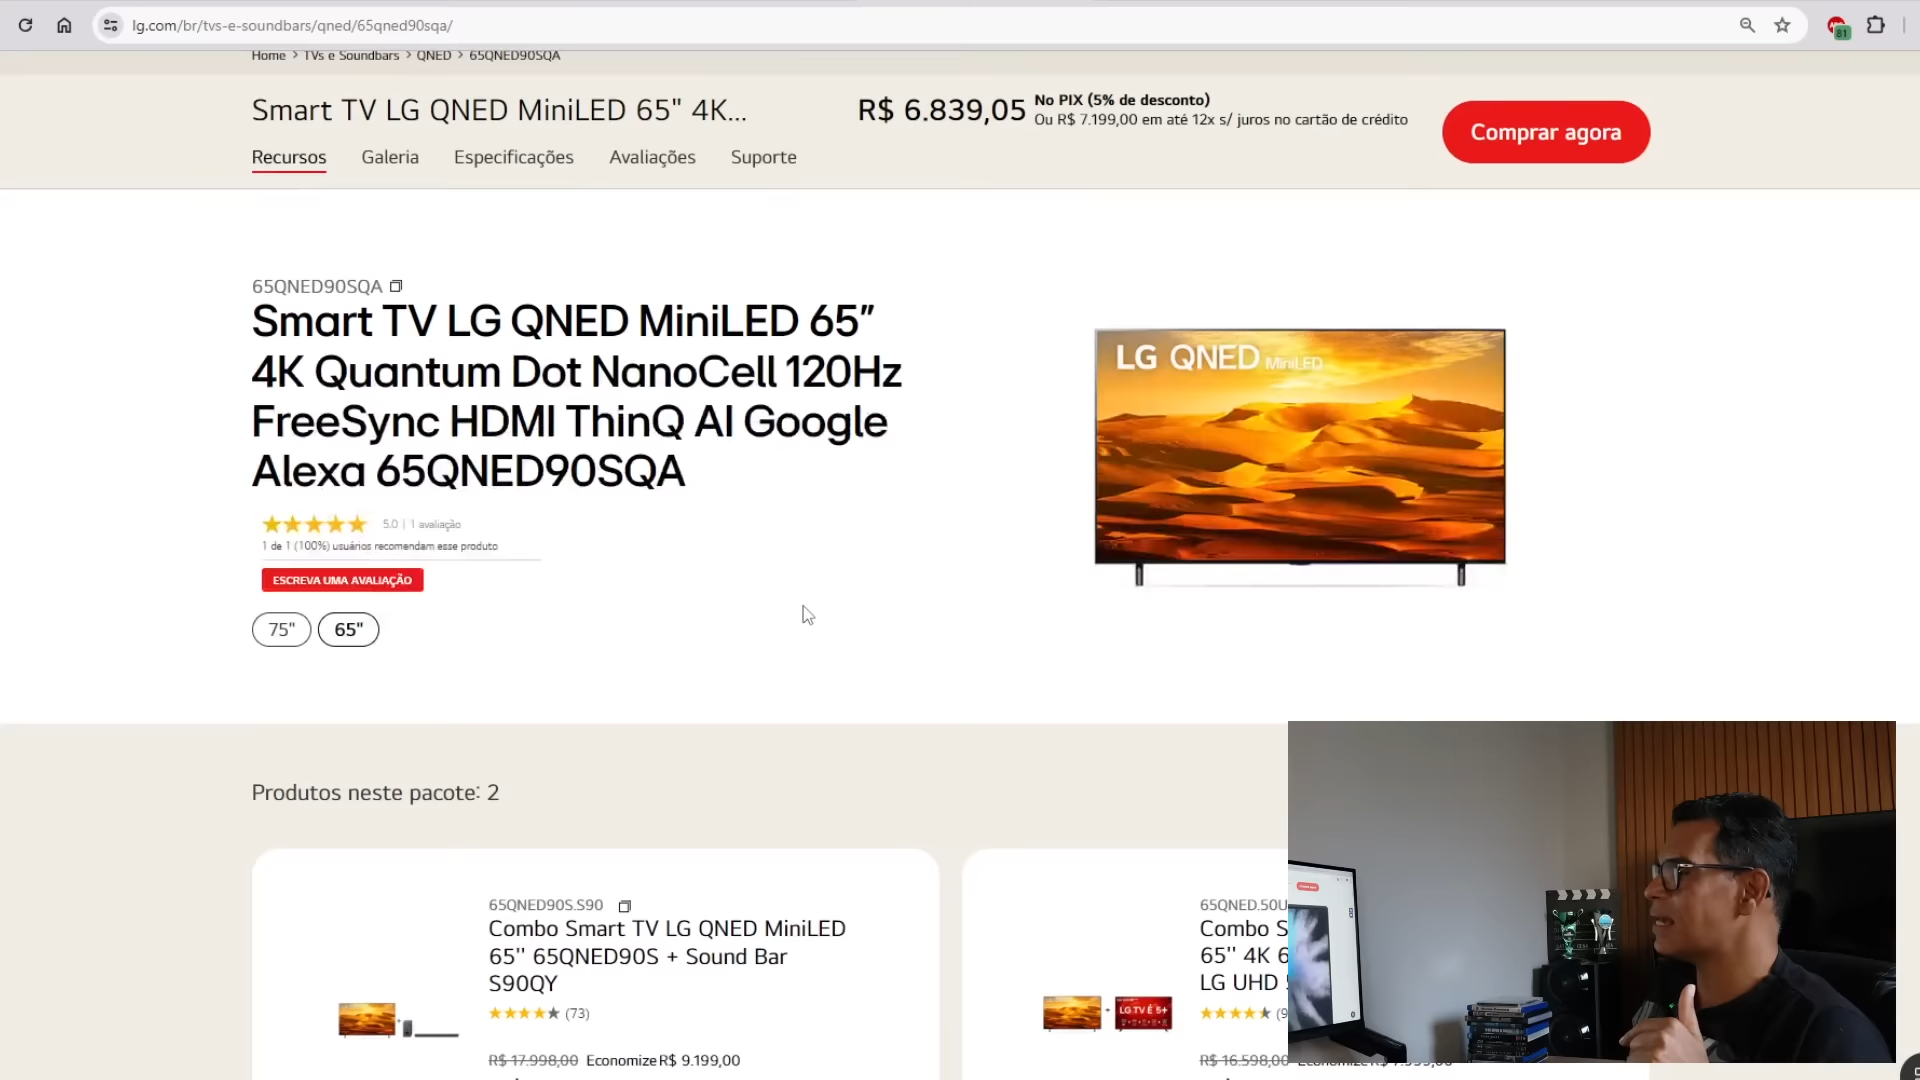 lg.com/br/tvs-e-soundbars/qned/65qned90sqa/
81
Home > TVs e Soundbars > QNED > 65QNED90SQA
Smart TV LG QNED MiniLED 65" 4K...
R$ 6.839,05
No PIX (5% de desconto)
Ou R$ 7.199,00 em até 12x s/ juros no cartão de crédito
Comprar agora
Recursos
Galeria
Especificações
Avaliações
Suporte
65QNED90SQA
Smart TV LG QNED MiniLED 65”
4K Quantum Dot NanoCell 120Hz
FreeSync HDMI ThinQ AI Google
Alexa 65QNED90SQA
LG QNED MiniLED
5.0 | 1 avaliação
1 de 1 (100%) usuários recomendam esse produto
ESCREVA UMA AVALIAÇÃO
75"
65"
Produtos neste pacote: 2
65QNED90S.S90
Combo Smart TV LG QNED MiniLED
65'' 65QNED90S + Sound Bar
S90QY
(73)
R$ 17.998,00 Economize R$ 9.199,00
65QNED.50U
Combo S
65'' 4K 6
LG UHD
LG TV É 5+
(9
R$ 16.598,00